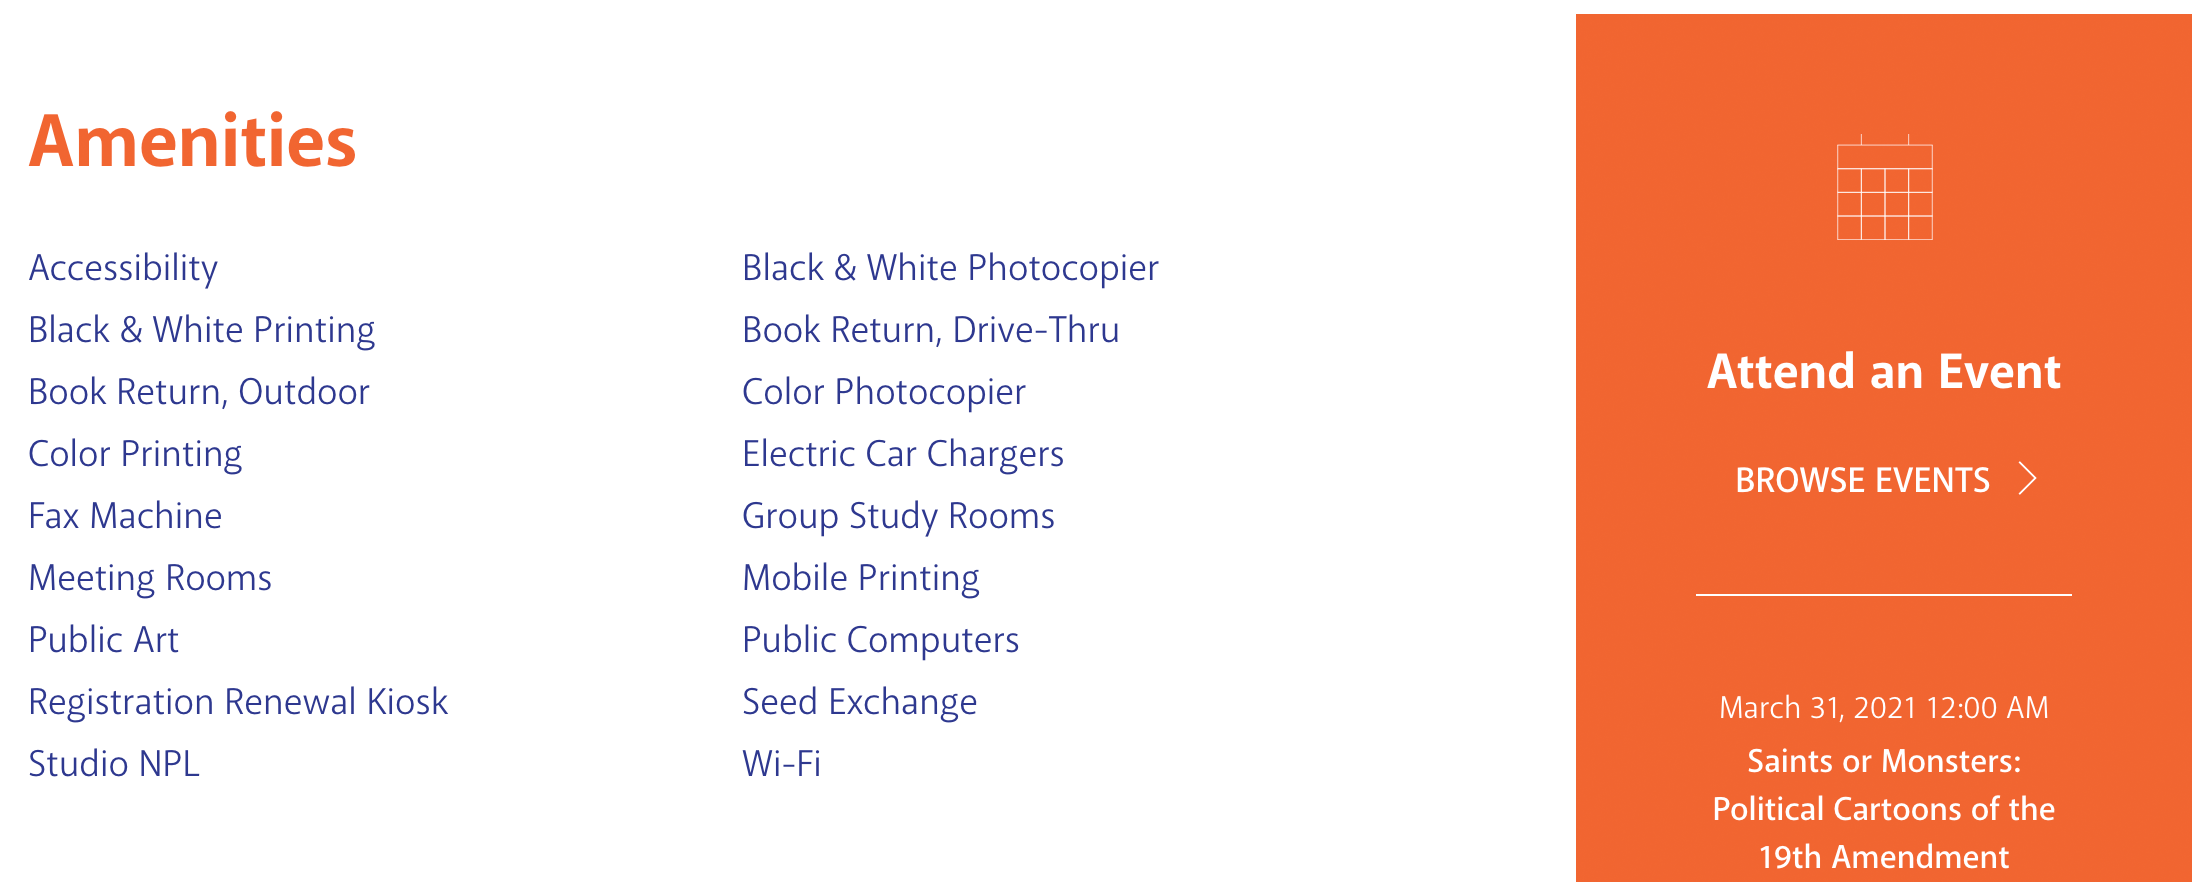 Amenities
Accessibility
Black & White Printing
Book Return, Outdoor
Color Printing
Fax Machine
Meeting Rooms
Public Art
Registration Renewal Kiosk
Studio NPL
Black & White Photocopier
Book Return, Drive-Thru
Color Photocopier
Electric Car Chargers
Group Study Rooms
Mobile Printing
Public Computers
Seed Exchange
Wi-Fi
Attend an Event
BROWSE EVENTS
March 31, 2021 12:00 AM
Saints or Monsters:
Political Cartoons of the
19th Amendment